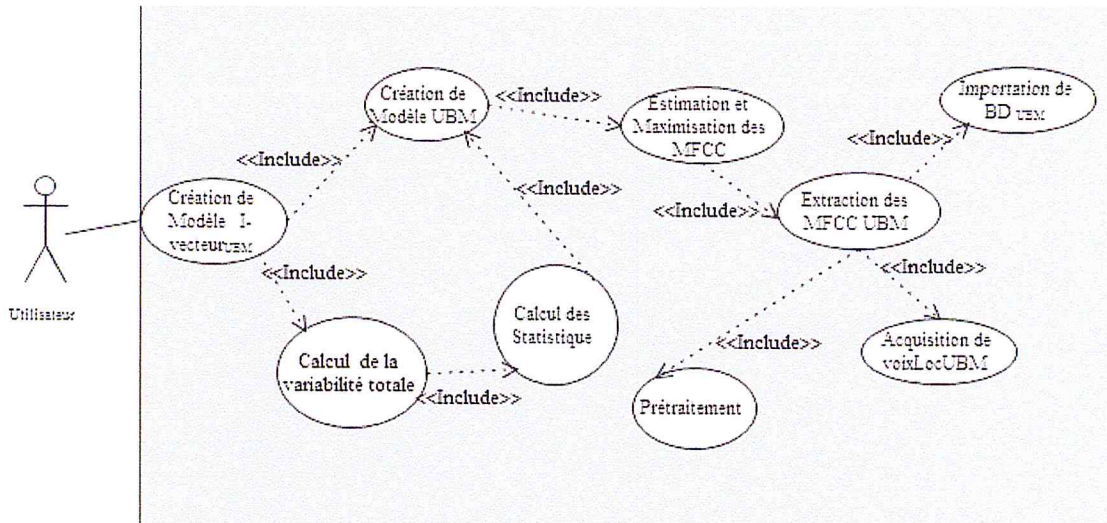 Création de
Modèle UBM
<<Include>>
Estimation et
Maximisation des
MFCC
Importation de
BD UBM
<<Include>>
<<Include>>
<<Include>>
<<Include>>
Création de
Modèle I-
vecteurUBM
Extraction des
MFCC UBM
Utilisateur
<<Include>>
<<Include>>
Calcul des
Statistique
<<Include>>
Acquisition de
voixLocUBM
Calcul de la
variabilité totale
<<Include>>
Prétraitement